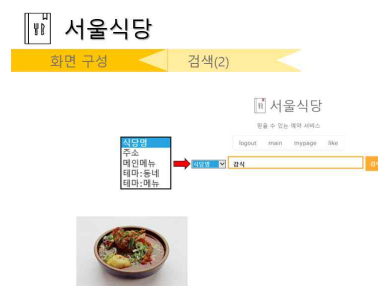 서울식당
화면 구성
검색(2)
서울식당
믿을 수 있는 예약 서비스
logout main mypage like
식당명
주소
메인메뉴
테마:동네
테마:메뉴
식당명
감식